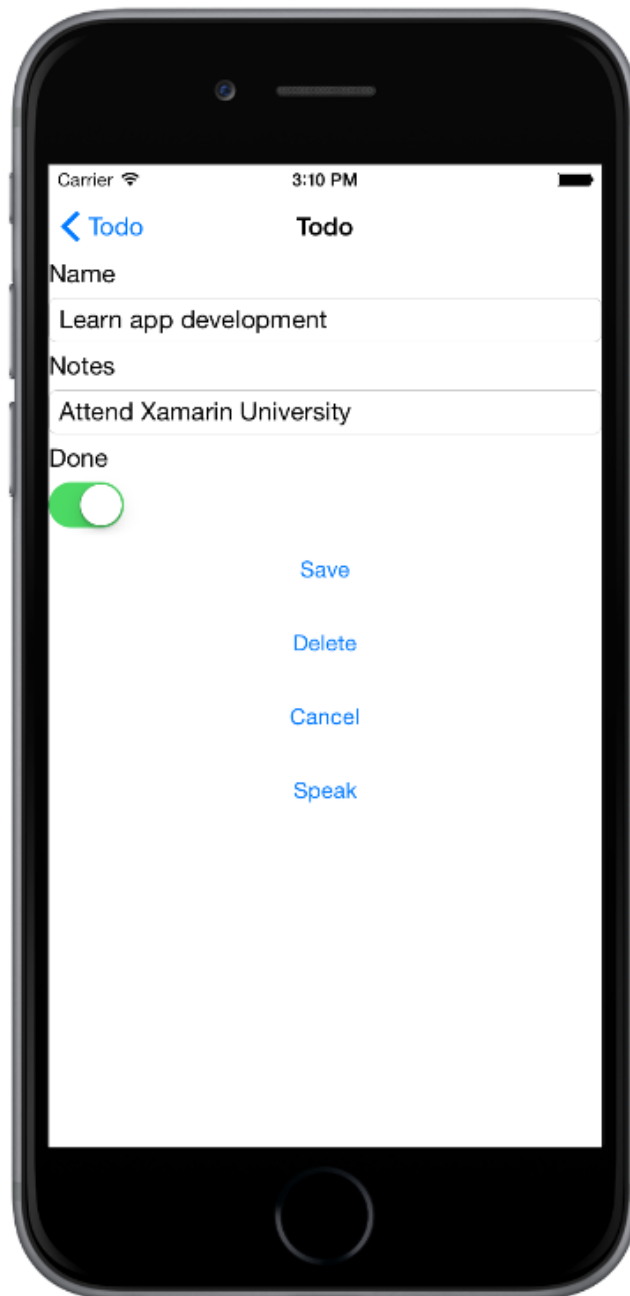 Carrier 3:10 PM
Todo Todo
Name
Learn app development
Notes
Attend Xamarin University
Done
Save
Delete
Cancel
Speak